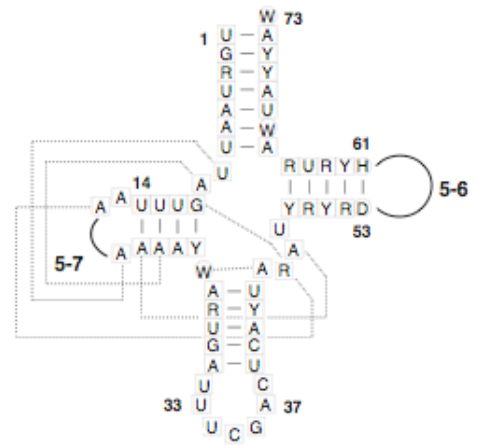 W 73
1 U A
G Y
R Y
U A
A U
A W
U A
61
R U R Y H
U
14 A 5-6
A A U U U G Y R Y R D
U 53
A A A A Y A
5-7 W A R
A U
R Y
U A
G C
A U
U C
33 U A 37
U C G